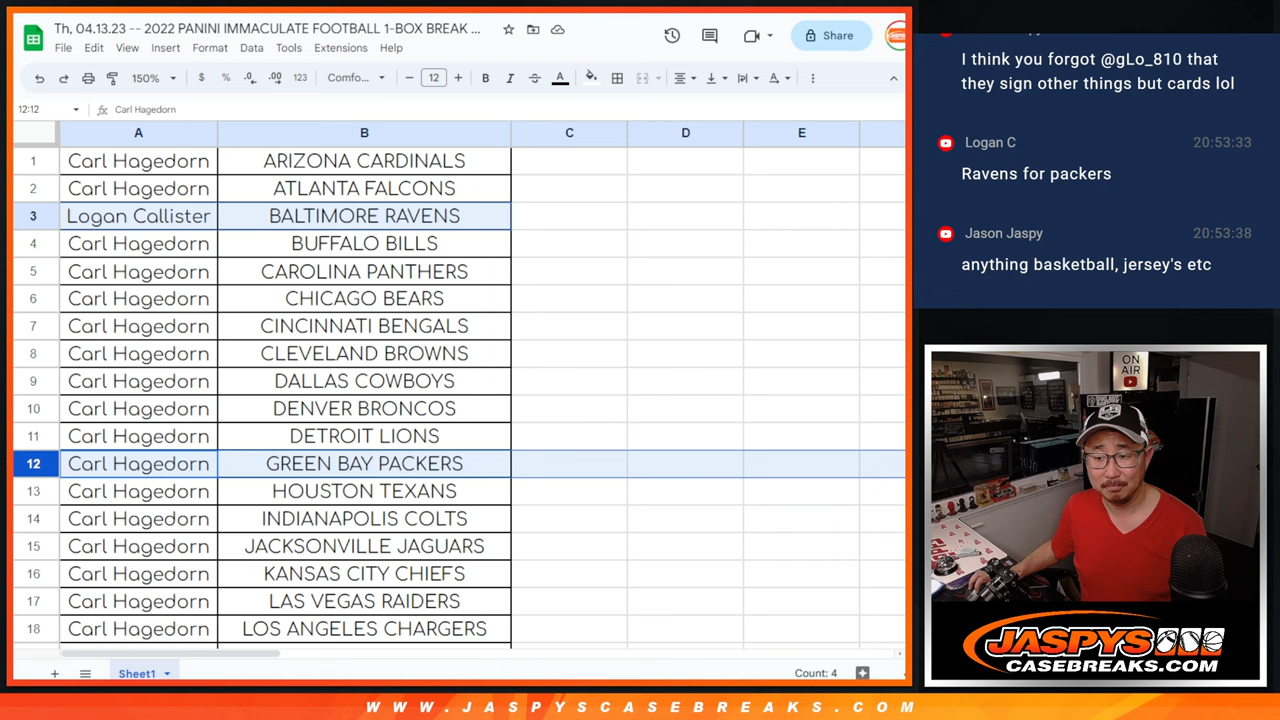 Th, 04.13.23 -- 2022 PANINI IMMACULATE FOOTBALL 1-BOX BREAK ...
File Edit View Insert Format Data Tools Extensions Help
Share
150% $ % .0 .00 123 Comfo... 12 B I A
12:12 fx Carl Hagedorn
A B C D E
1 Carl Hagedorn ARIZONA CARDINALS
2 Carl Hagedorn ATLANTA FALCONS
3 Logan Callister BALTIMORE RAVENS
4 Carl Hagedorn BUFFALO BILLS
5 Carl Hagedorn CAROLINA PANTHERS
6 Carl Hagedorn CHICAGO BEARS
7 Carl Hagedorn CINCINNATI BENGALS
8 Carl Hagedorn CLEVELAND BROWNS
9 Carl Hagedorn DALLAS COWBOYS
10 Carl Hagedorn DENVER BRONCOS
11 Carl Hagedorn DETROIT LIONS
12 Carl Hagedorn GREEN BAY PACKERS
13 Carl Hagedorn HOUSTON TEXANS
14 Carl Hagedorn INDIANAPOLIS COLTS
15 Carl Hagedorn JACKSONVILLE JAGUARS
16 Carl Hagedorn KANSAS CITY CHIEFS
17 Carl Hagedorn LAS VEGAS RAIDERS
18 Carl Hagedorn LOS ANGELES CHARGERS
Sheet1
Count: 4
I think you forgot @gLo_810 that
they sign other things but cards lol
Logan C 20:53:33
Ravens for packers
Jason Jaspy 20:53:38
anything basketball, jersey's etc
ON
AIR
JASPYS
CASEBREAKS.COM
WWW.JASPYSCASEBREAKS.COM